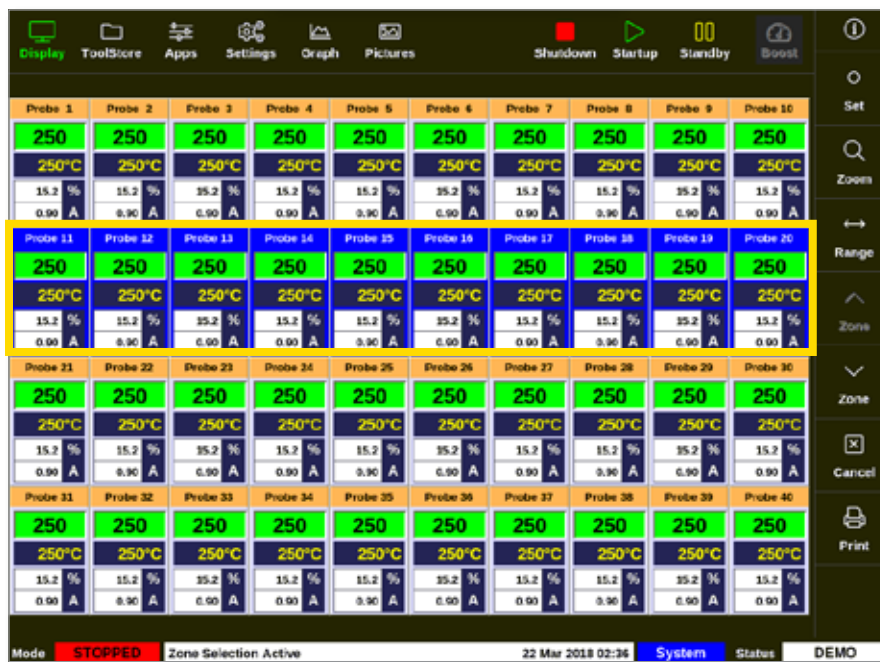 Display ToolStore Apps Settings Graph Pictures Shutdown Startup Standby Boost
Set
Zoom
Range
Zone
Zone
Cancel
Print
Probe 1 Probe 2 Probe 3 Probe 4 Probe 5 Probe 6 Probe 7 Probe 8 Probe 9 Probe 10
250 250 250 250 250 250 250 250 250 250
250°C 250°C 250°C 250°C 250°C 250°C 250°C 250°C 250°C 250°C
15.2 % 15.2 % 15.2 % 15.2 % 15.2 % 15.2 % 15.2 % 15.2 % 15.2 % 15.2 %
0.90 A 0.90 A 0.90 A 0.90 A 0.90 A 0.90 A 0.90 A 0.90 A 0.90 A 0.90 A
Probe 11 Probe 12 Probe 13 Probe 14 Probe 15 Probe 16 Probe 17 Probe 18 Probe 19 Probe 20
250 250 250 250 250 250 250 250 250 250
250°C 250°C 250°C 250°C 250°C 250°C 250°C 250°C 250°C 250°C
15.2 % 15.2 % 15.2 % 15.2 % 15.2 % 15.2 % 15.2 % 15.2 % 15.2 % 15.2 %
0.90 A 0.90 A 0.90 A 0.90 A 0.90 A 0.90 A 0.90 A 0.90 A 0.90 A 0.90 A
Probe 21 Probe 22 Probe 23 Probe 24 Probe 25 Probe 26 Probe 27 Probe 28 Probe 29 Probe 30
250 250 250 250 250 250 250 250 250 250
250°C 250°C 250°C 250°C 250°C 250°C 250°C 250°C 250°C 250°C
15.2 % 15.2 % 15.2 % 15.2 % 15.2 % 15.2 % 15.2 % 15.2 % 15.2 % 15.2 %
0.90 A 0.90 A 0.90 A 0.90 A 0.90 A 0.90 A 0.90 A 0.90 A 0.90 A 0.90 A
Probe 31 Probe 32 Probe 33 Probe 34 Probe 35 Probe 36 Probe 37 Probe 38 Probe 39 Probe 40
250 250 250 250 250 250 250 250 250 250
250°C 250°C 250°C 250°C 250°C 250°C 250°C 250°C 250°C 250°C
15.2 % 15.2 % 15.2 % 15.2 % 15.2 % 15.2 % 15.2 % 15.2 % 15.2 % 15.2 %
0.90 A 0.90 A 0.90 A 0.90 A 0.90 A 0.90 A 0.90 A 0.90 A 0.90 A 0.90 A
Mode STOPPED Zone Selection Active 22 Mar 2018 02:36 System Status DEMO